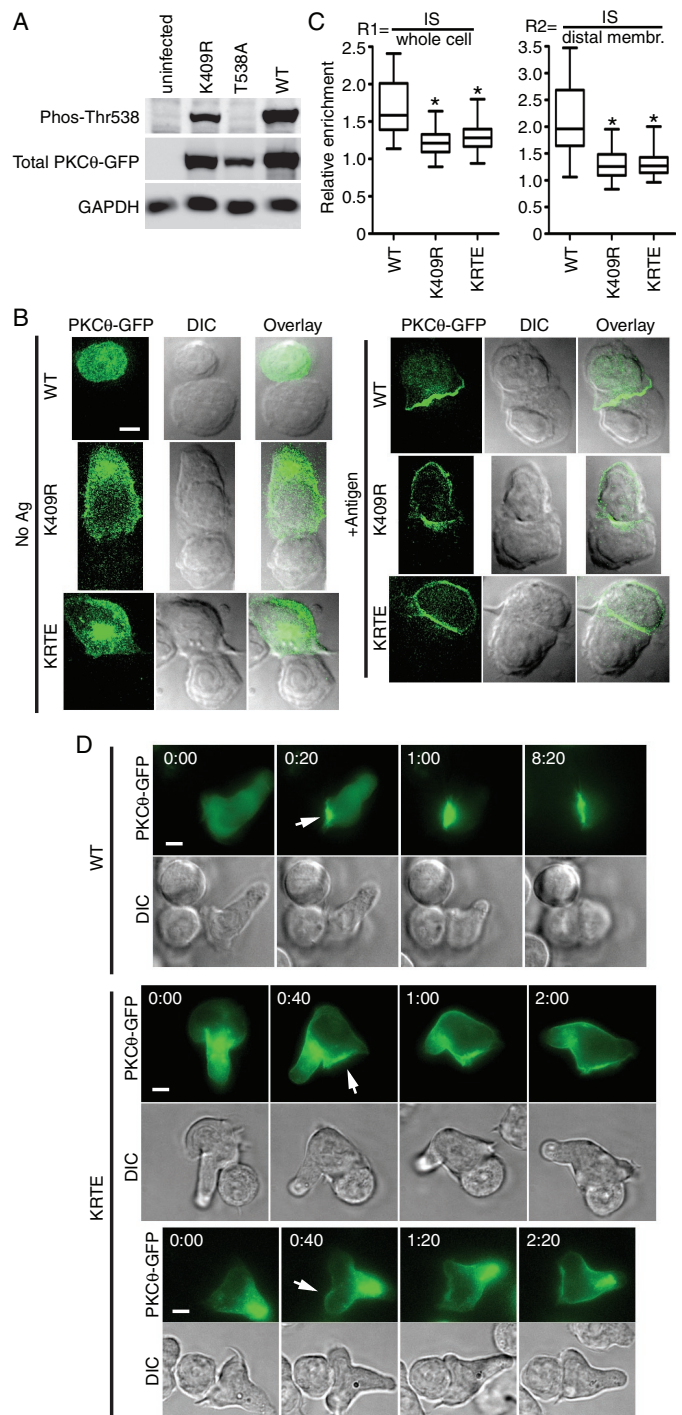 A
uninfected
K409R
T538A
WT
Phos-Thr538
Total PKCθ-GFP
GAPDH
C
R1= IS
whole cell
Relative enrichment
2.5
2.0
1.5
1.0
0.5
0
*
*
WT
K409R
KRTE
R2= IS
distal membr.
3.5
3.0
2.5
2.0
1.5
1.0
0.5
0
*
*
WT
K409R
KRTE
B
PKCθ-GFP DIC Overlay
No Ag
WT
K409R
KRTE
PKCθ-GFP DIC Overlay
+Antigen
WT
K409R
KRTE
D
WT
PKCθ-GFP
0:00 0:20 1:00 8:20
DIC
KRTE
PKCθ-GFP
0:00 0:40 1:00 2:00
DIC
PKCθ-GFP
0:00 0:40 1:20 2:20
DIC